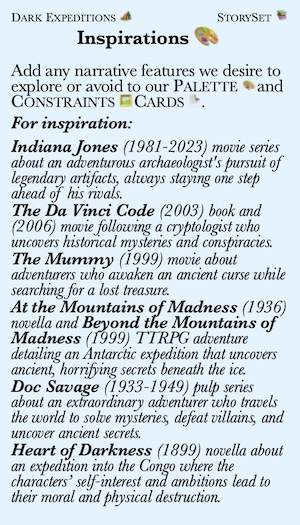 DARK EXPEDITIONS STORYSET
Inspirations
Add any narrative features we desire to
explore or avoid to our PALETTE and
CONSTRAINTS CARDS.
For inspiration:
Indiana Jones (1981-2023) movie series
about an adventurous archaeologist's pursuit of
legendary artifacts, always staying one step
ahead of his rivals.
The Da Vinci Code (2003) book and
(2006) movie following a cryptologist who
uncovers historical mysteries and conspiracies.
The Mummy (1999) movie about
adventurers who awaken an ancient curse while
searching for a lost treasure.
At the Mountains of Madness (1936)
novella and Beyond the Mountains of
Madness (1999) TTRPG adventure
detailing an Antarctic expedition that uncovers
ancient, horrifying secrets beneath the ice.
Doc Savage (1933-1949) pulp series
about an extraordinary adventurer who travels
the world to solve mysteries, defeat villains, and
uncover ancient secrets.
Heart of Darkness (1899) novella about
an expedition into the Congo where the
characters’ self-interest and ambitions lead to
their moral and physical destruction.